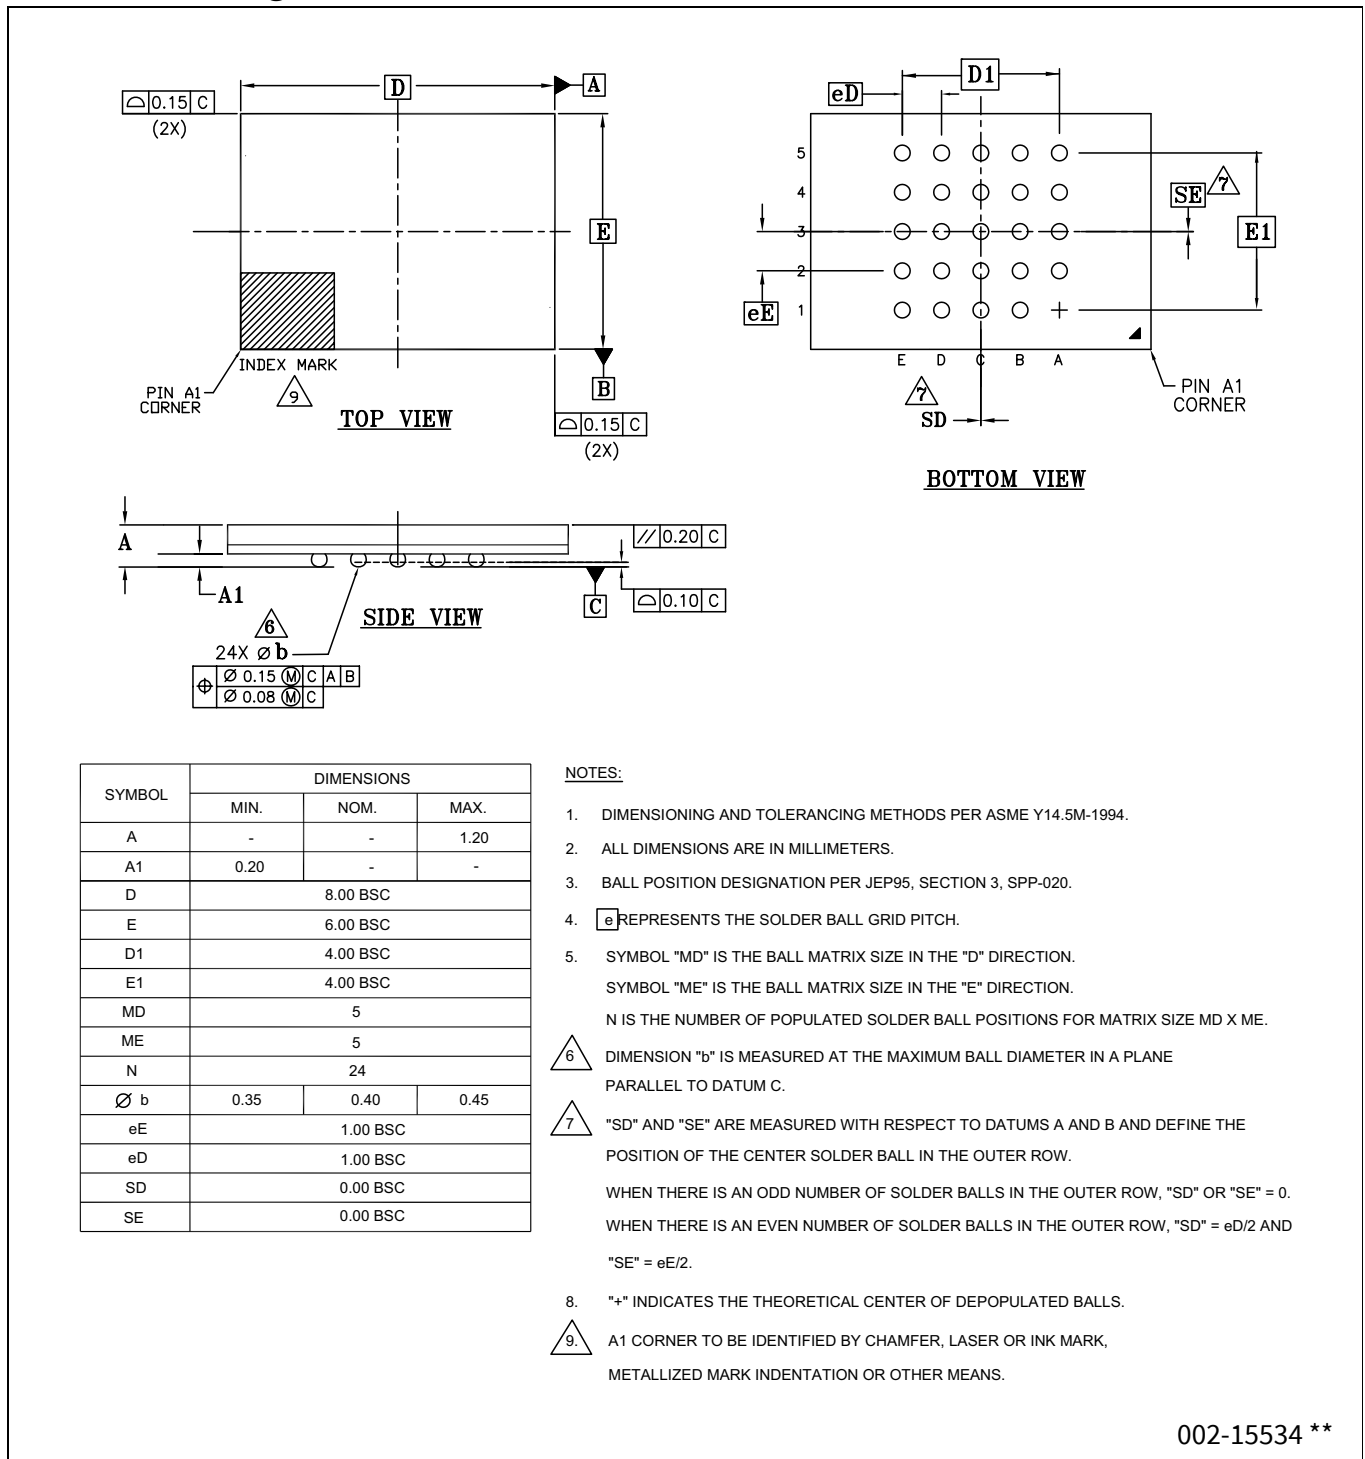 D
A
0.15 C
(2X)
E
INDEX MARK
9
PIN A1
CORNER
B
TOP VIEW
0.15 C
(2X)
D1
eD
5
4
3
2
1
SE
7
E1
eE
E D C B A
7
SD
PIN A1
CORNER
BOTTOM VIEW
A
A1
// 0.20 C
C
0.10 C
SIDE VIEW
6
24X ⌀ b
⌖ ⌀ 0.15 Ⓜ C A B
⌀ 0.08 Ⓜ C
SYMBOL DIMENSIONS
MIN. NOM. MAX.
A - - 1.20
A1 0.20 - -
D 8.00 BSC
E 6.00 BSC
D1 4.00 BSC
E1 4.00 BSC
MD 5
ME 5
N 24
⌀ b 0.35 0.40 0.45
eE 1.00 BSC
eD 1.00 BSC
SD 0.00 BSC
SE 0.00 BSC
NOTES:
1. DIMENSIONING AND TOLERANCING METHODS PER ASME Y14.5M-1994.
2. ALL DIMENSIONS ARE IN MILLIMETERS.
3. BALL POSITION DESIGNATION PER JEP95, SECTION 3, SPP-020.
4. e REPRESENTS THE SOLDER BALL GRID PITCH.
5. SYMBOL "MD" IS THE BALL MATRIX SIZE IN THE "D" DIRECTION.
SYMBOL "ME" IS THE BALL MATRIX SIZE IN THE "E" DIRECTION.
N IS THE NUMBER OF POPULATED SOLDER BALL POSITIONS FOR MATRIX SIZE MD X ME.
6 DIMENSION "b" IS MEASURED AT THE MAXIMUM BALL DIAMETER IN A PLANE
PARALLEL TO DATUM C.
7 "SD" AND "SE" ARE MEASURED WITH RESPECT TO DATUMS A AND B AND DEFINE THE
POSITION OF THE CENTER SOLDER BALL IN THE OUTER ROW.
WHEN THERE IS AN ODD NUMBER OF SOLDER BALLS IN THE OUTER ROW, "SD" OR "SE" = 0.
WHEN THERE IS AN EVEN NUMBER OF SOLDER BALLS IN THE OUTER ROW, "SD" = eD/2 AND
"SE" = eE/2.
8. "+" INDICATES THE THEORETICAL CENTER OF DEPOPULATED BALLS.
9. A1 CORNER TO BE IDENTIFIED BY CHAMFER, LASER OR INK MARK,
METALLIZED MARK INDENTATION OR OTHER MEANS.
002-15534 **